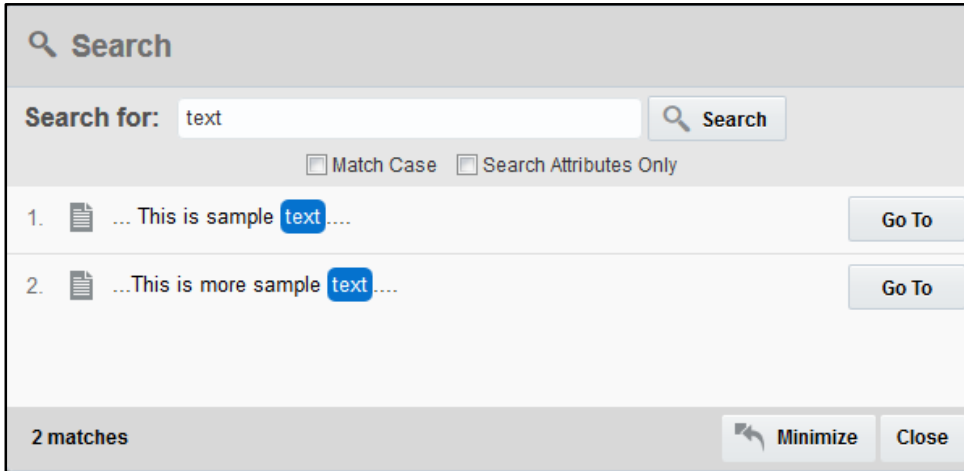 Search
Search for: text Search
Match Case Search Attributes Only
1. ... This is sample text.... Go To
2. ...This is more sample text.... Go To
2 matches Minimize Close